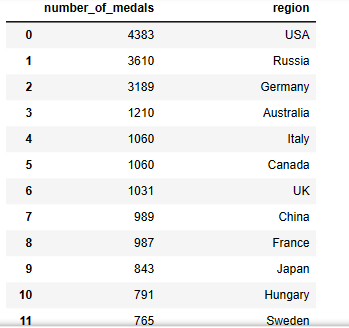 number_of_medals region
0 4383 USA
1 3610 Russia
2 3189 Germany
3 1210 Australia
4 1060 Italy
5 1060 Canada
6 1031 UK
7 989 China
8 987 France
9 843 Japan
10 791 Hungary
11 765 Sweden